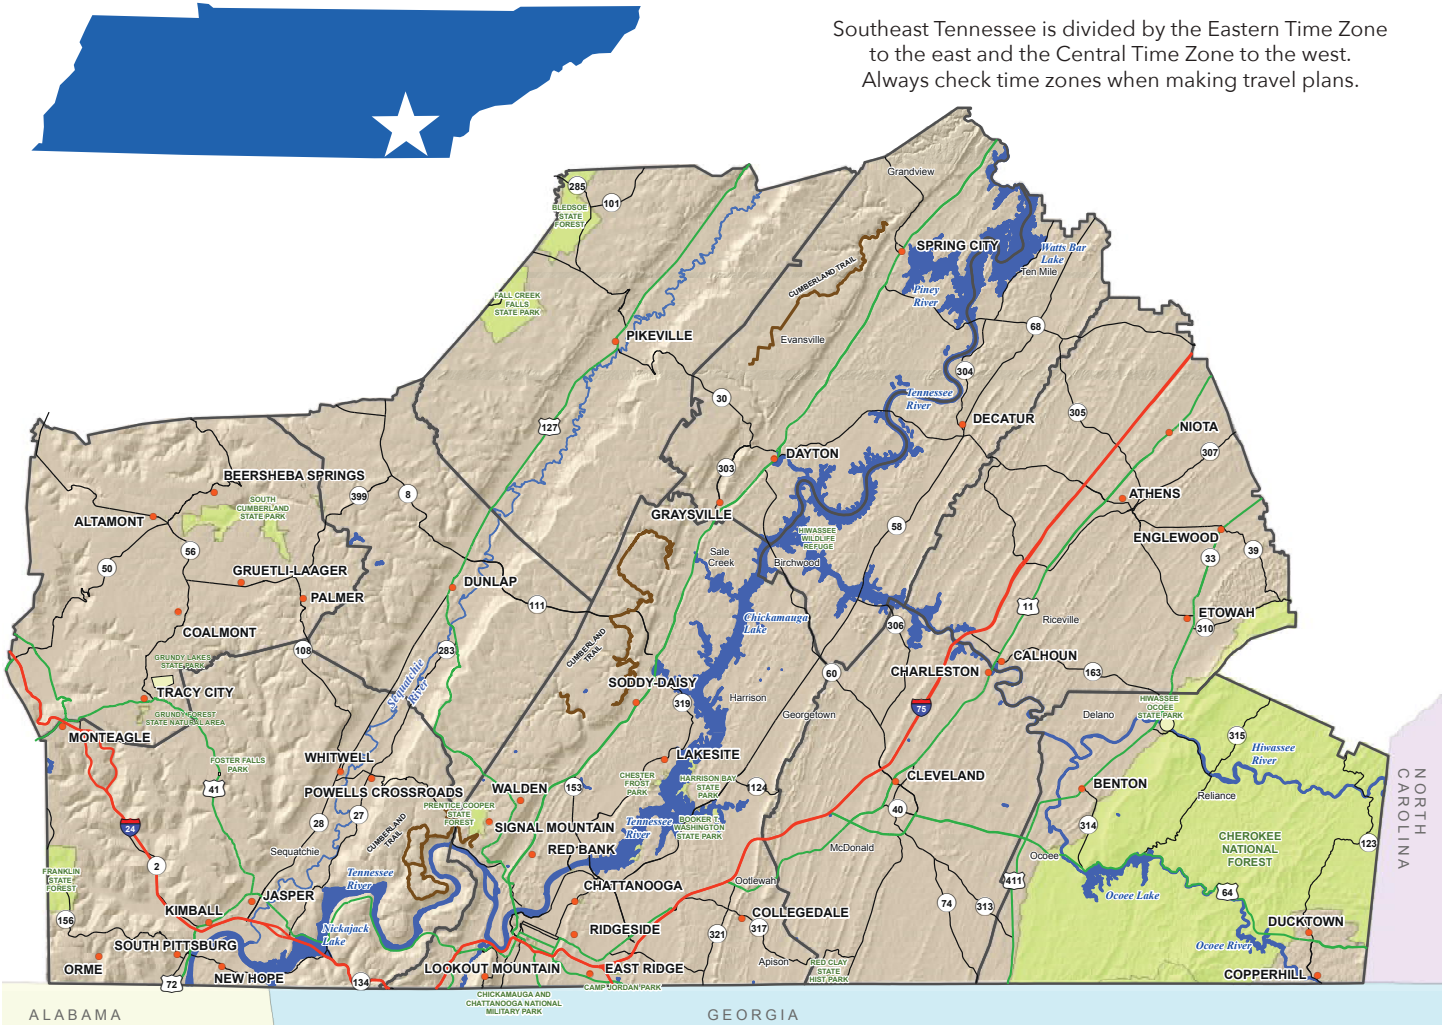 Southeast Tennessee is divided by the Eastern Time Zone
to the east and the Central Time Zone to the west.
Always check time zones when making travel plans.
Grandview
285
101
BLEDSOE
STATE
FOREST
SPRING CITY
Watts Bar
Lake
Ten Mile
CUMBERLAND TRAIL
Piney
River
FALL CREEK
FALLS
STATE PARK
68
PIKEVILLE
Evansville
304
30
Tennessee
River
305
DECATUR
127
NIOTA
307
DAYTON
303
BEERSHEBA SPRINGS
399
8
ATHENS
SOUTH
CUMBERLAND
STATE PARK
GRAYSVILLE
ALTAMONT
58
HIWASSEE
WILDLIFE
REFUGE
ENGLEWOOD
56
Sale
Creek
33
39
50
Birchwood
GRUETLI-LAAGER
DUNLAP
PALMER
111
11
ETOWAH
Chickamauga
Lake
Riceville
310
306
COALMONT
CUMBERLAND
TRAIL
108
283
GRUNDY LAKES
STATE PARK
CALHOUN
CHARLESTON
163
60
Sequatchie
River
SODDY-DAISY
TRACY CITY
319
Harrison
HIWASSEE
OCOEE
STATE PARK
75
Georgetown
Delano
GRUNDY FOREST
STATE NATURAL AREA
MONTEAGLE
315
Hiwassee
River
WHITWELL
LAKESITE
FOSTER FALLS
PARK
CHESTER
FROST
PARK
HARRISON BAY
STATE
PARK
CLEVELAND
NORTH
CAROLINA
BENTON
41
POWELLS CROSSROADS
WALDEN
153
124
Reliance
PRENTICE COOPER
STATE
FOREST
40
27
28
24
SIGNAL MOUNTAIN
Tennessee
River
BOOKER T.
WASHINGTON
STATE PARK
314
CUMBERLAND
TRAIL
CHEROKEE
NATIONAL
FOREST
123
Sequatchie
RED BANK
McDonald
Ocoee
2
FRANKLIN
STATE
FOREST
Tennessee
River
CHATTANOOGA
Ootlewah
411
64
Ocoee Lake
JASPER
KIMBALL
74
313
COLLEGEDALE
156
Nickajack
Lake
RIDGESIDE
321
317
DUCKTOWN
SOUTH PITTSBURG
Ocoee River
ORME
NEW HOPE
LOOKOUT MOUNTAIN
EAST RIDGE
Apison
RED CLAY
STATE
HIST PARK
COPPERHILL
72
134
CAMP JORDAN PARK
CHICKAMAUGA AND
CHATTANOOGA NATIONAL
MILITARY PARK
ALABAMA
GEORGIA